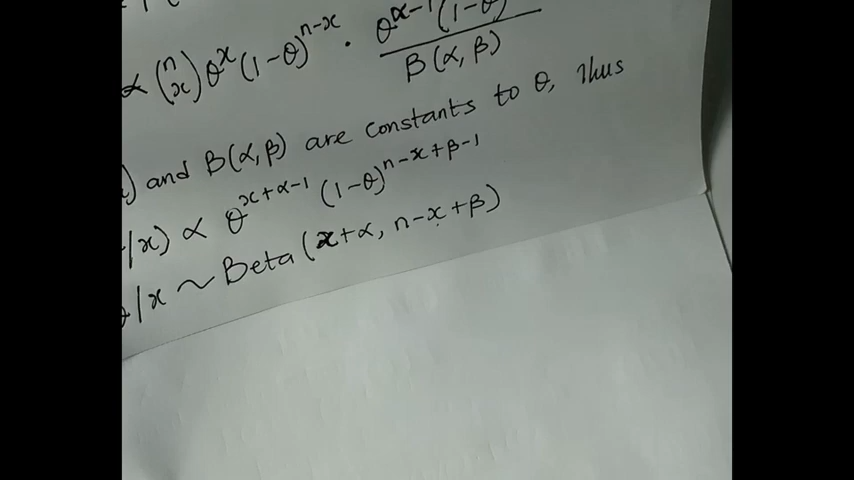 ∝ (n x) θ^x (1-θ)^{n-x} · θ^{α-1} (1-θ) / B(α, β)
) and B(α, β) are constants to θ, thus
|x) ∝ θ^{x+α-1} (1-θ)^{n-x+β-1}
θ|x ~ Beta(x+α, n-x+β)